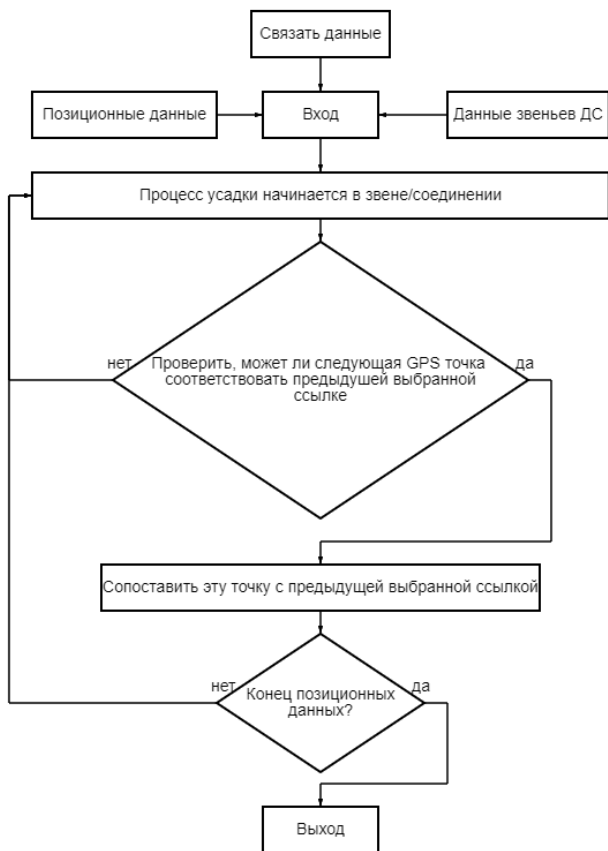 Связать данные
Позиционные данные
Вход
Данные звеньев ДС
Процесс усадки начинается в звене/соединении
нет
Проверить, может ли следующая GPS точка
соответствовать предыдущей выбранной
ссылке
да
Сопоставить эту точку с предыдущей выбранной ссылкой
нет
Конец позиционных
данных?
да
Выход